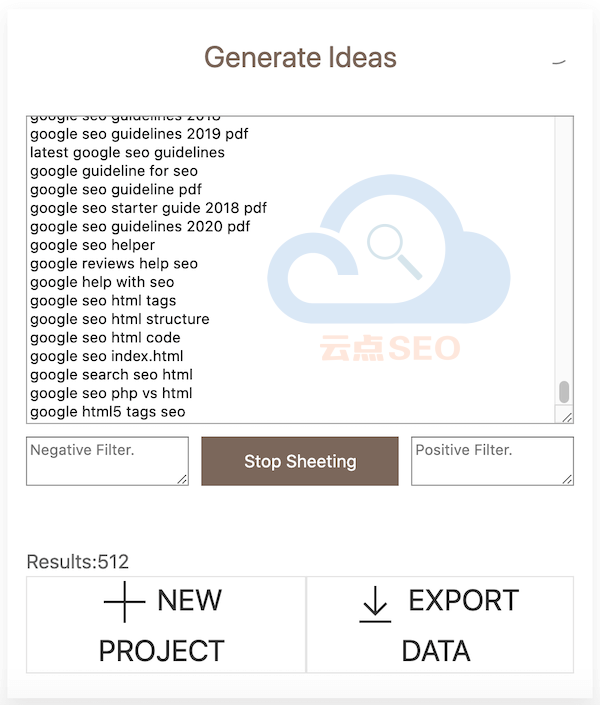 Generate Ideas
google seo guidelines 2018
google seo guidelines 2019 pdf
latest google seo guidelines
google guideline for seo
google seo guideline pdf
google seo starter guide 2018 pdf
google seo guidelines 2020 pdf
google seo helper
google reviews help seo
google help with seo
google seo html tags
google seo html structure
google seo html code
google seo index.html
google search seo html
google seo php vs html
google html5 tags seo
云点SEO
Negative Filter.
Stop Sheeting
Positive Filter.
Results:512
NEW
PROJECT
EXPORT
DATA